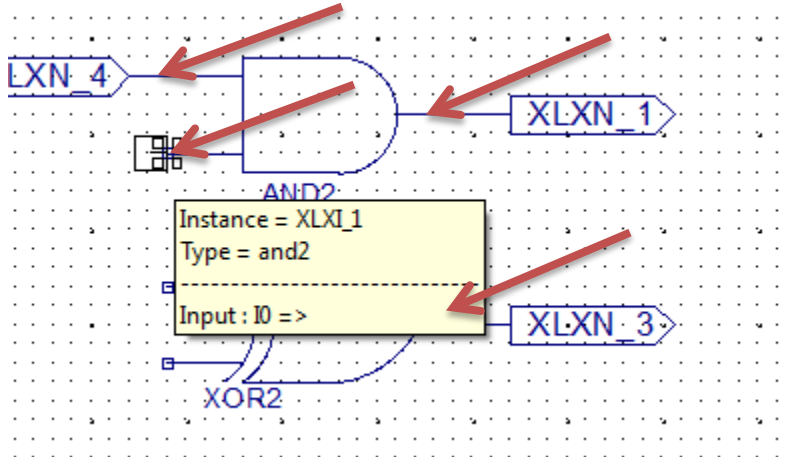 LXN_4
XLXN_1
AND2
Instance = XLXI_1
Type = and2
--------------------------------
Input : I0 =>
XLXN_3
XOR2